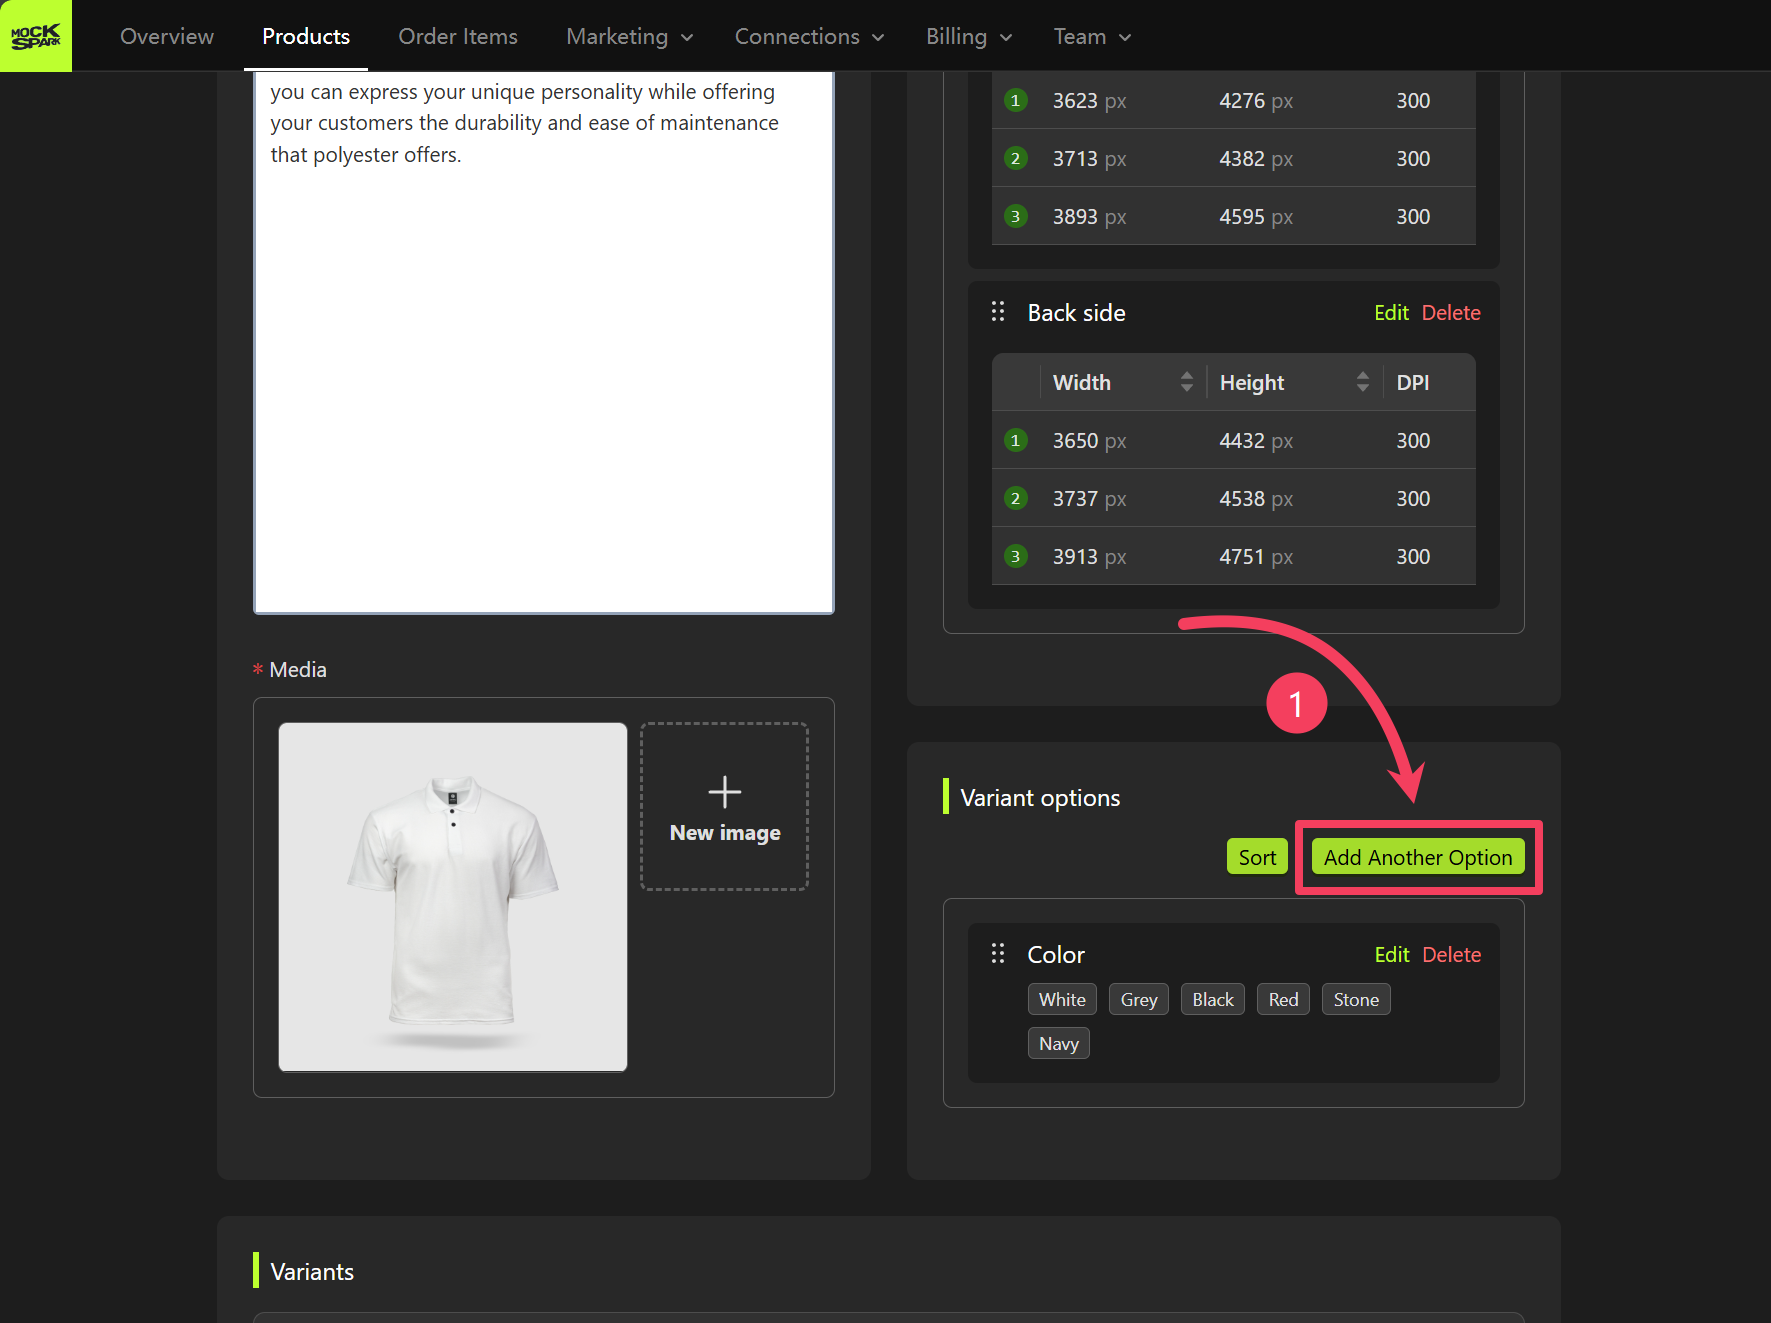 MOCK
SPARK
Overview Products Order Items Marketing Connections Billing Team
you can express your unique personality while offering
your customers the durability and ease of maintenance
that polyester offers.
* Media
New image
1 3623 px 4276 px 300
2 3713 px 4382 px 300
3 3893 px 4595 px 300
Back side Edit Delete
Width Height DPI
1 3650 px 4432 px 300
2 3737 px 4538 px 300
3 3913 px 4751 px 300
1
Variant options
Sort Add Another Option
Color Edit Delete
White Grey Black Red Stone
Navy
Variants